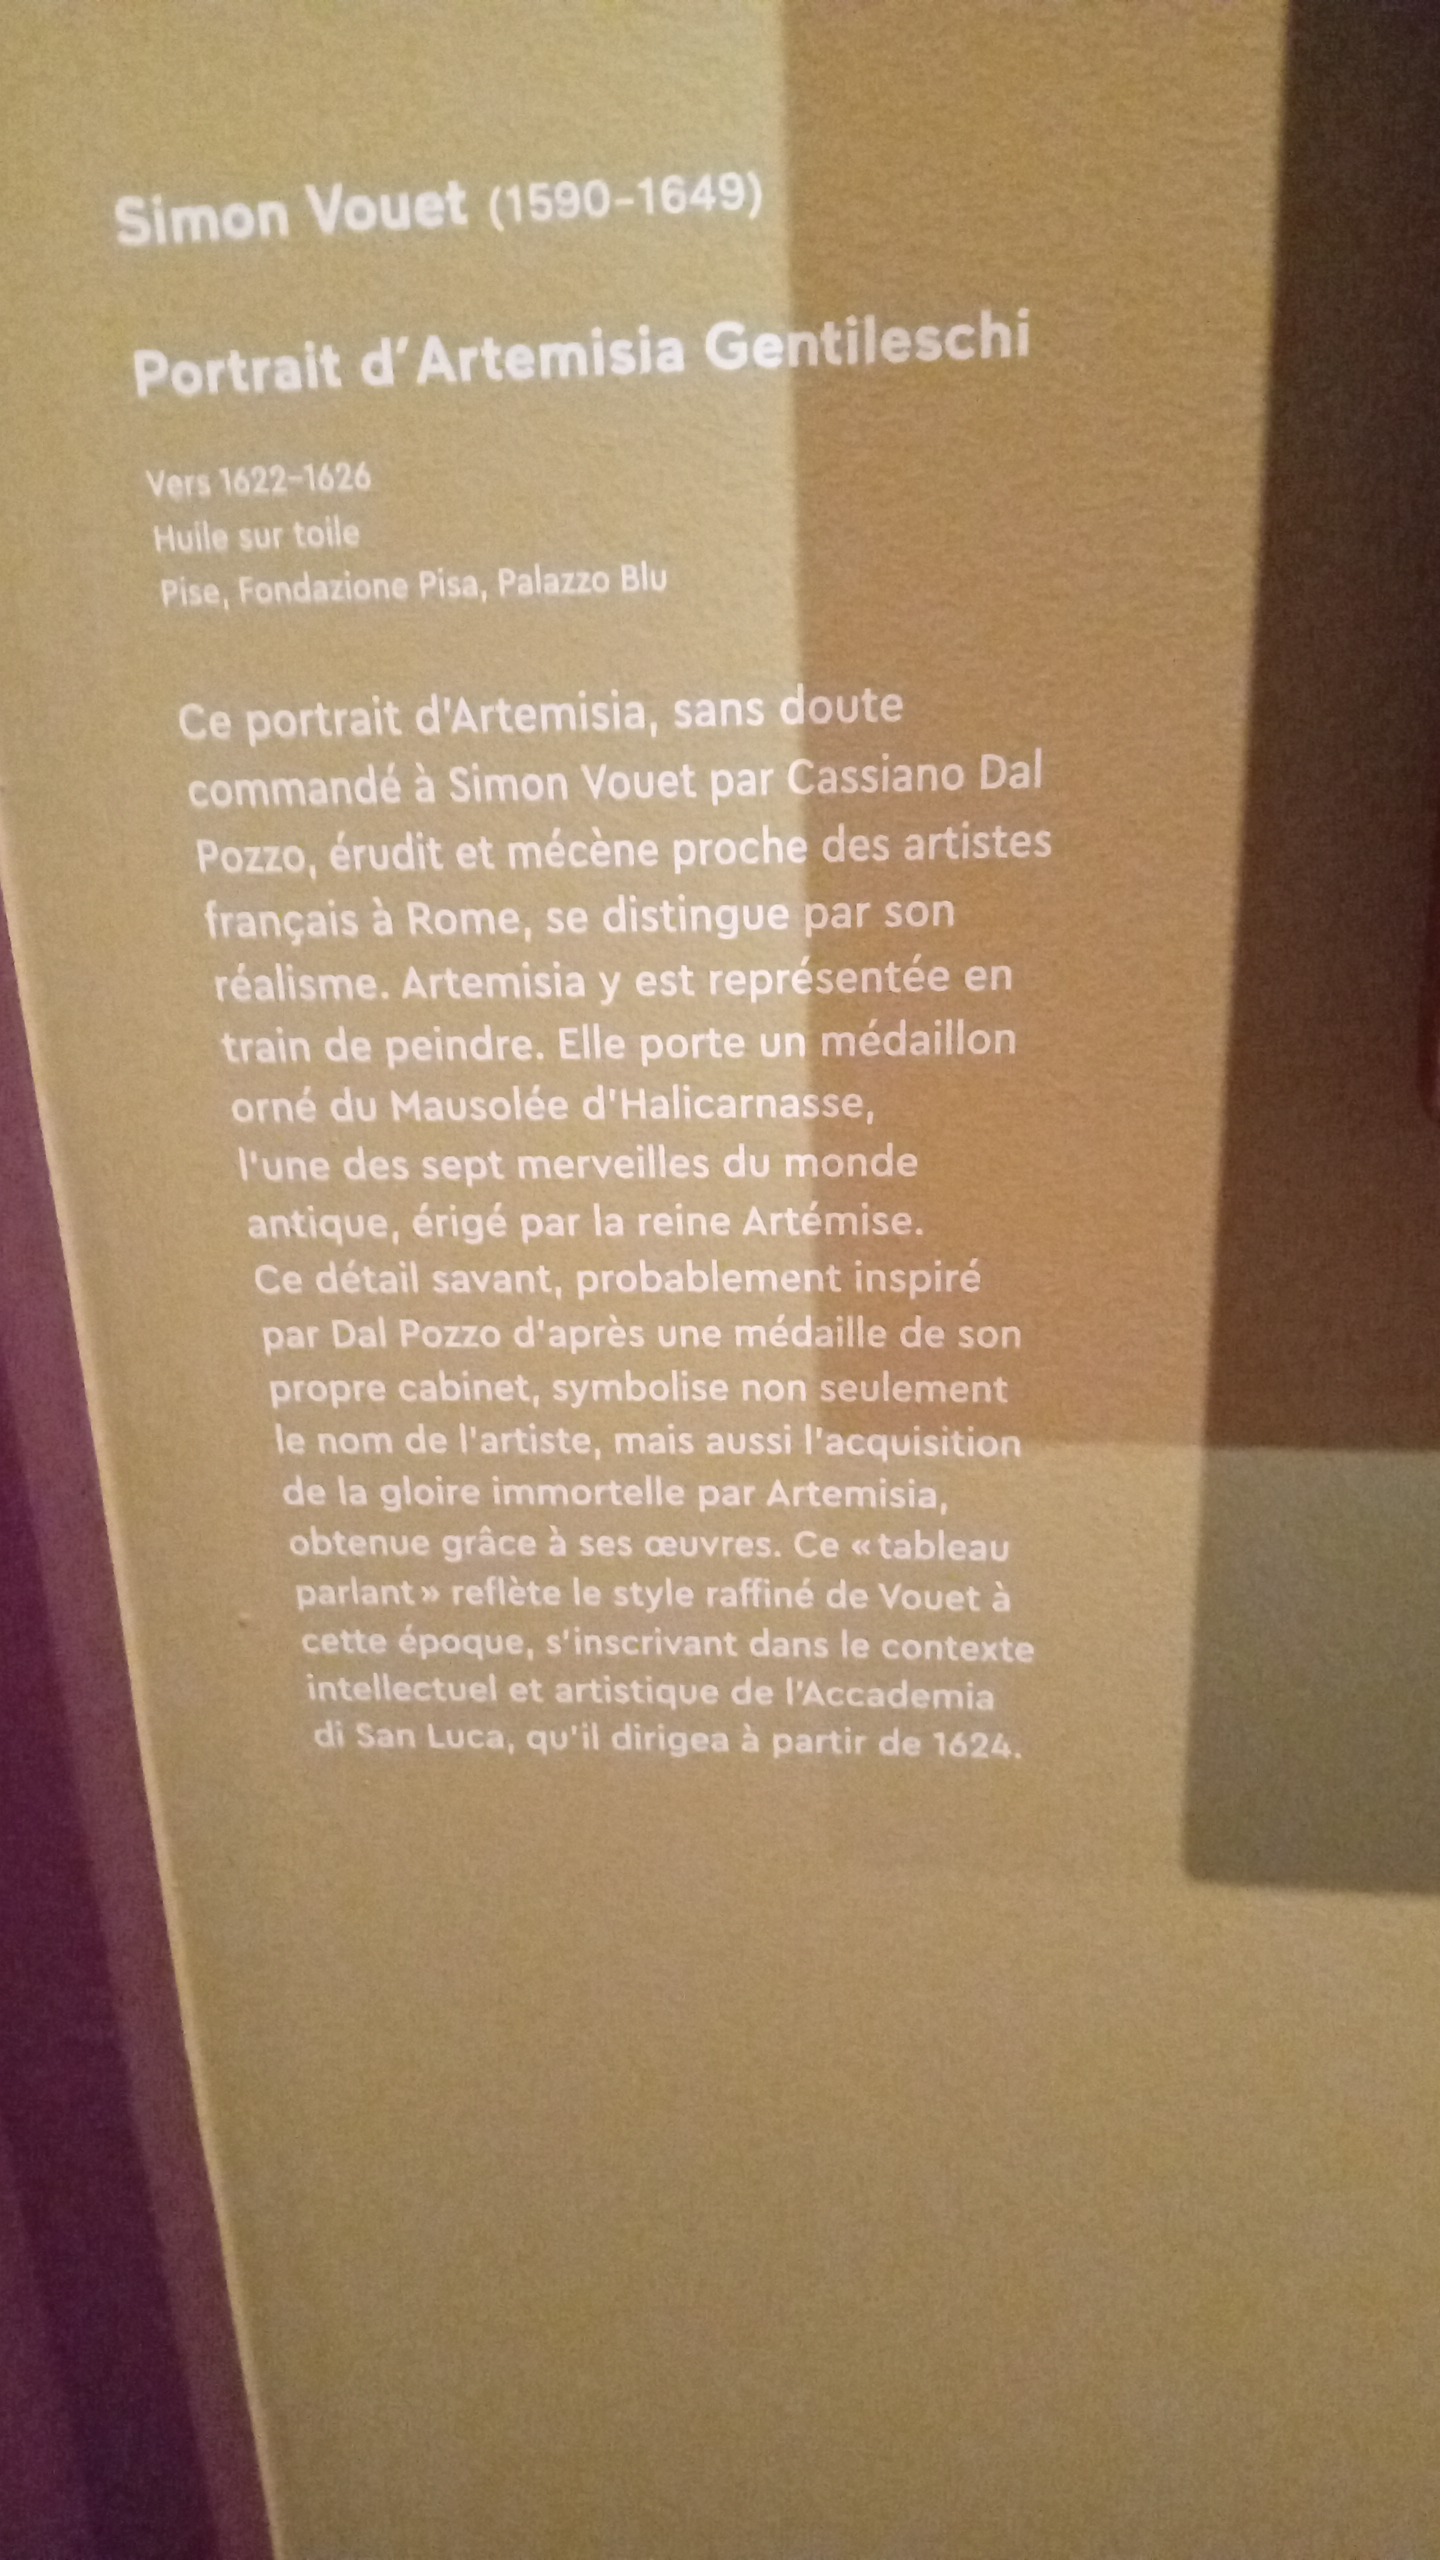 Simon Vouet (1590-1649)
Portrait d'Artemisia Gentileschi
Vers 1622-1626
Huile sur toile
Pise, Fondazione Pisa, Palazzo Blu
Ce portrait d'Artemisia, sans doute
commandé à Simon Vouet par Cassiano Dal
Pozzo, érudit et mécène proche des artistes
français à Rome, se distingue par son
réalisme. Artemisia y est représentée en
train de peindre. Elle porte un médaillon
orné du Mausolée d'Halicarnasse,
l'une des sept merveilles du monde
antique, érigé par la reine Artémise.
Ce détail savant, probablement inspiré
par Dal Pozzo d'après une médaille de son
propre cabinet, symbolise non seulement
le nom de l'artiste, mais aussi l'acquisition
de la gloire immortelle par Artemisia,
obtenue grâce à ses œuvres. Ce « tableau
parlant » reflète le style raffiné de Vouet à
cette époque, s'inscrivant dans le contexte
intellectuel et artistique de l'Accademia
di San Luca, qu'il dirigea à partir de 1624.